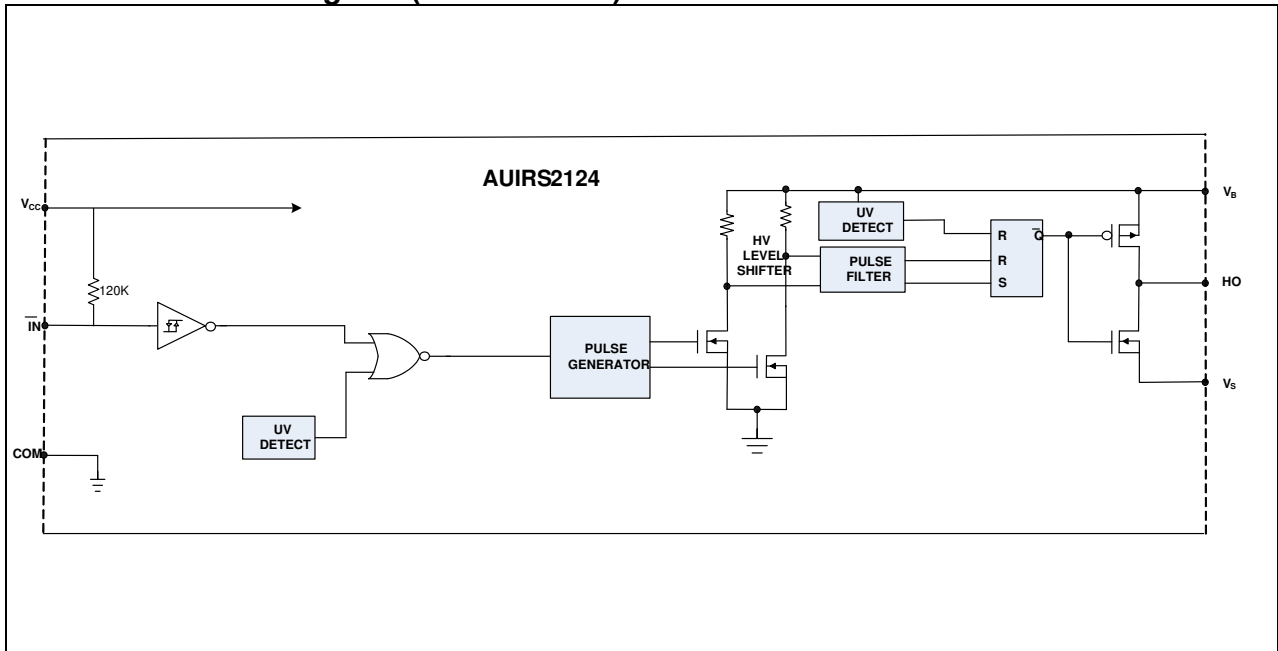 AUIRS2124
VCC
120K
IN
COM
UV
DETECT
PULSE
GENERATOR
HV
LEVEL
SHIFTER
UV
DETECT
PULSE
FILTER
R
R
S
Q
VB
HO
VS